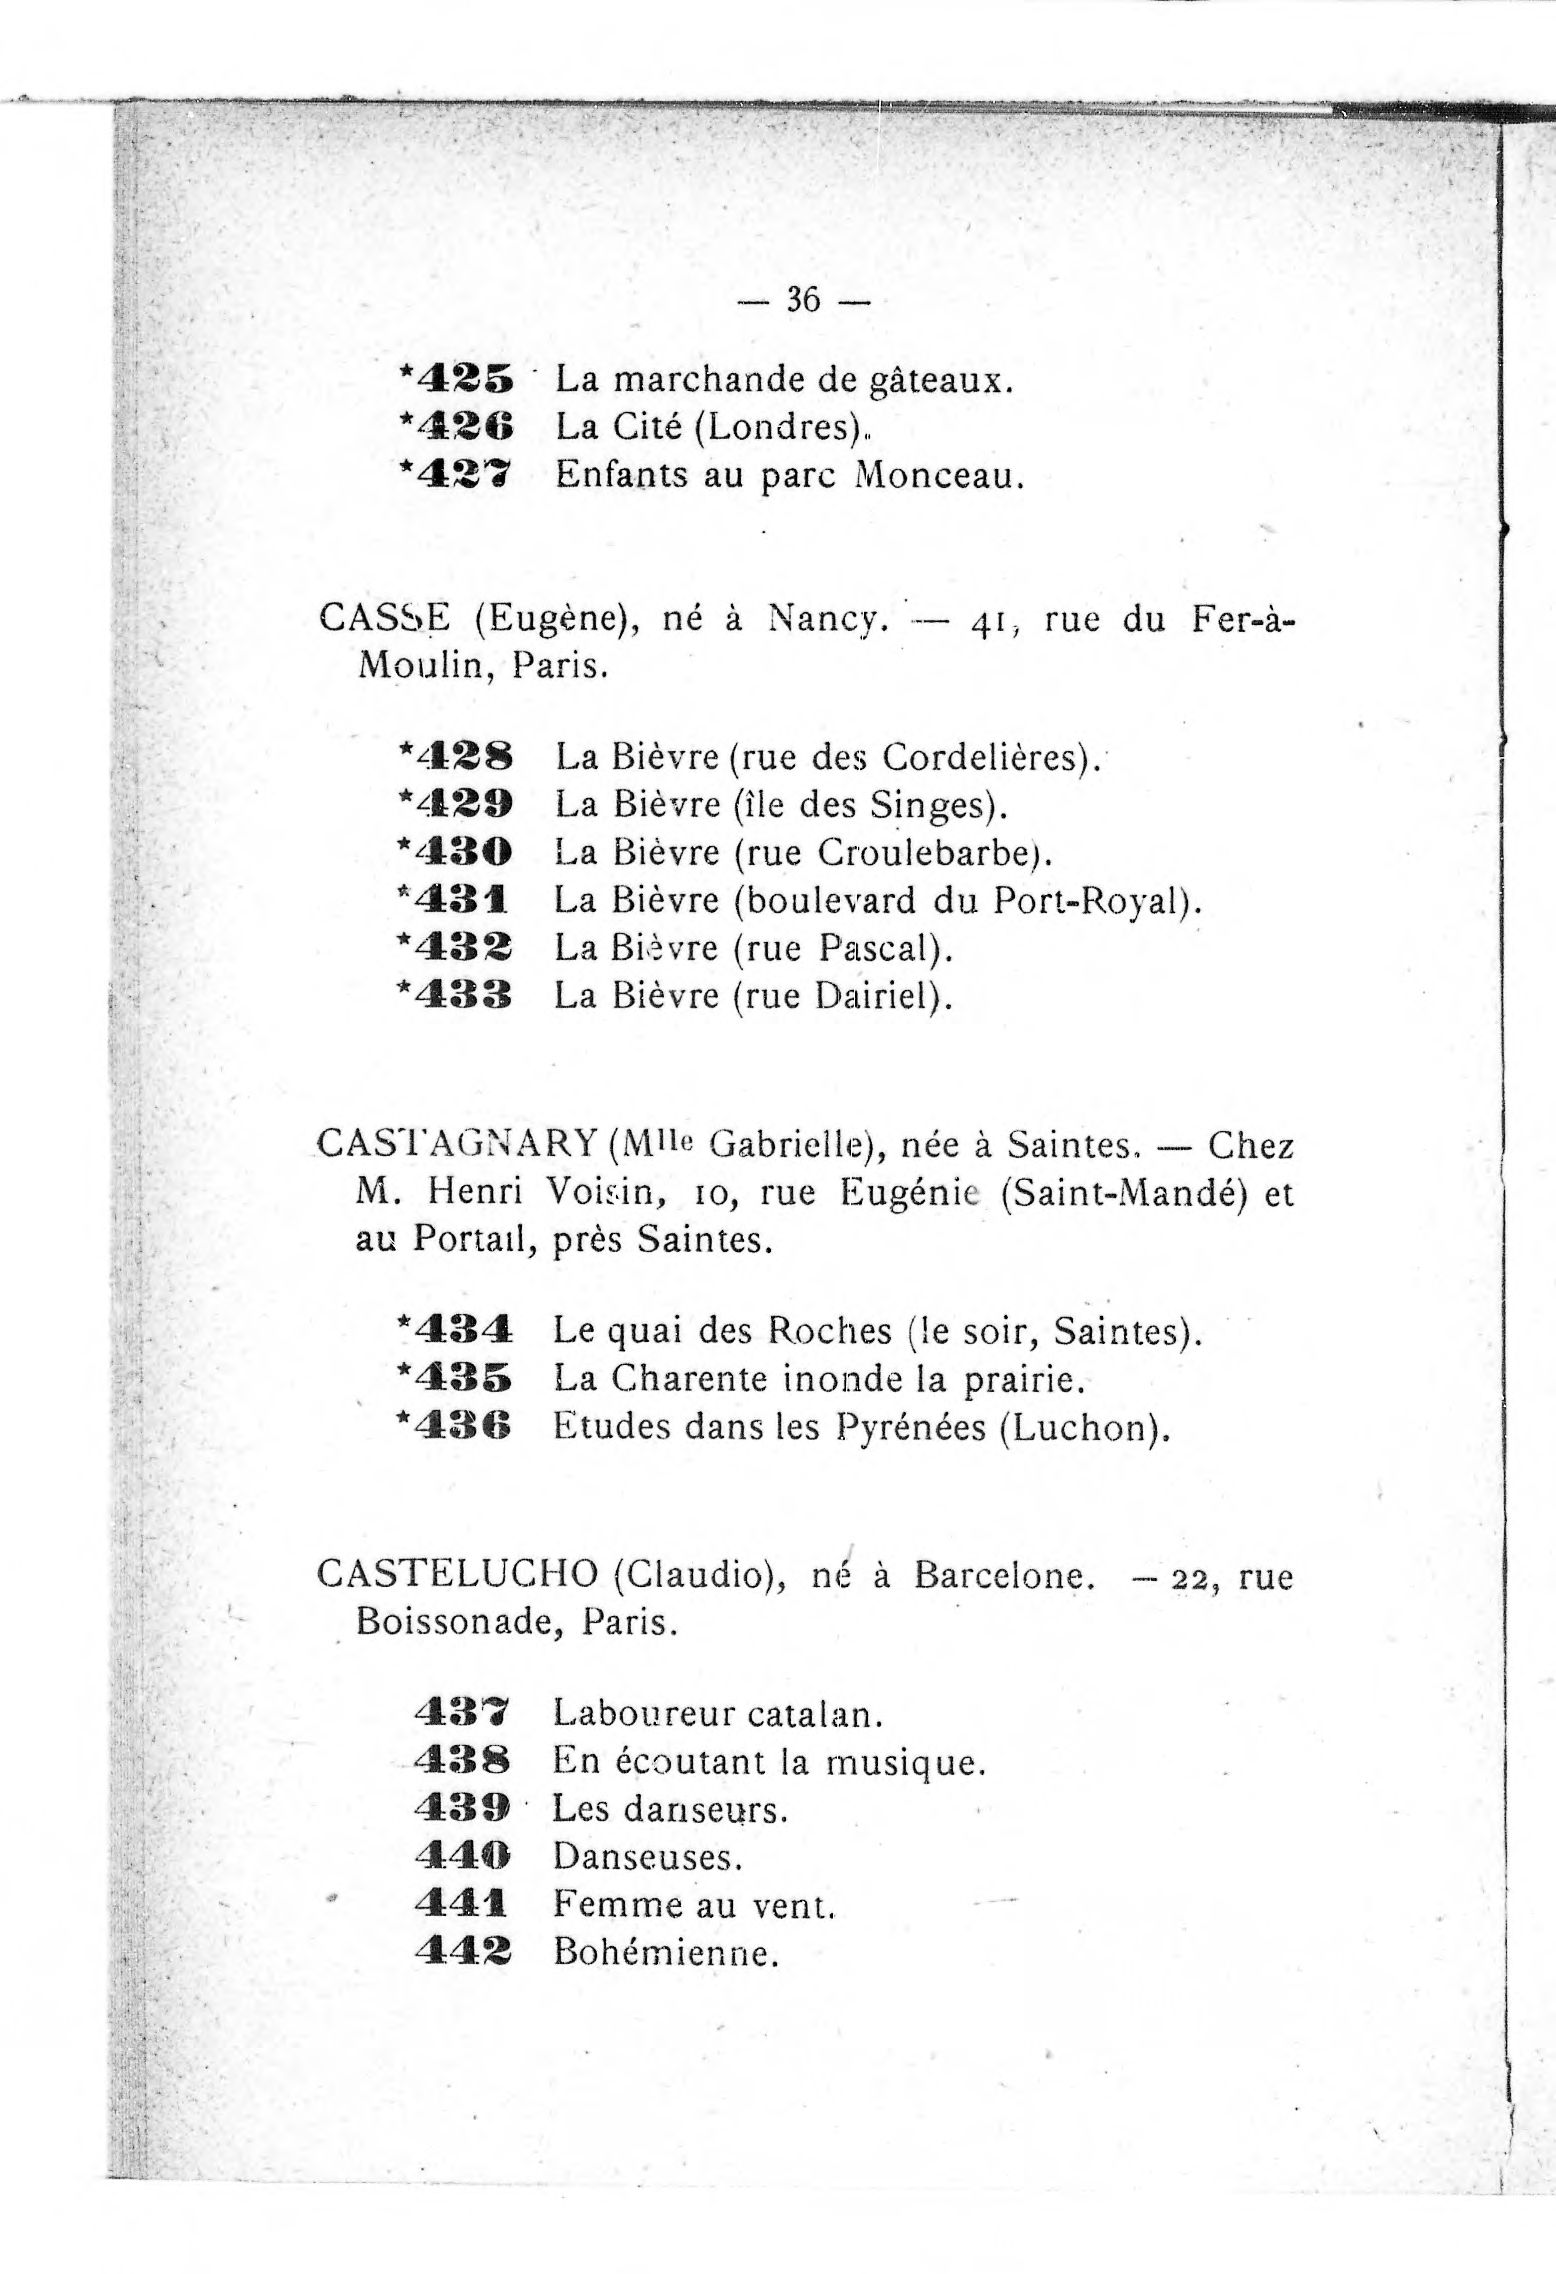 — 36 —
*425 La marchande de gâteaux.
*426 La Cité (Londres).
*427 Enfants au parc Monceau.
CASSE (Eugène), né à Nancy. — 41, rue du Fer-à-
Moulin, Paris.
*428 La Bièvre (rue des Cordelières).
*429 La Bièvre (île des Singes).
*430 La Bièvre (rue Croulebarbe).
*431 La Bièvre (boulevard du Port-Royal).
*432 La Bièvre (rue Pascal).
*433 La Bièvre (rue Dairiel).
CASTAGNARY (Mlle Gabrielle), née à Saintes. — Chez
M. Henri Voisin, 10, rue Eugénie (Saint-Mandé) et
au Portail, près Saintes.
*434 Le quai des Roches (le soir, Saintes).
*435 La Charente inonde la prairie.
*436 Etudes dans les Pyrénées (Luchon).
CASTELUCHO (Claudio), né à Barcelone. — 22, rue
Boissonade, Paris.
437 Laboureur catalan.
438 En écoutant la musique.
439 Les danseurs.
440 Danseuses.
441 Femme au vent.
442 Bohémienne.